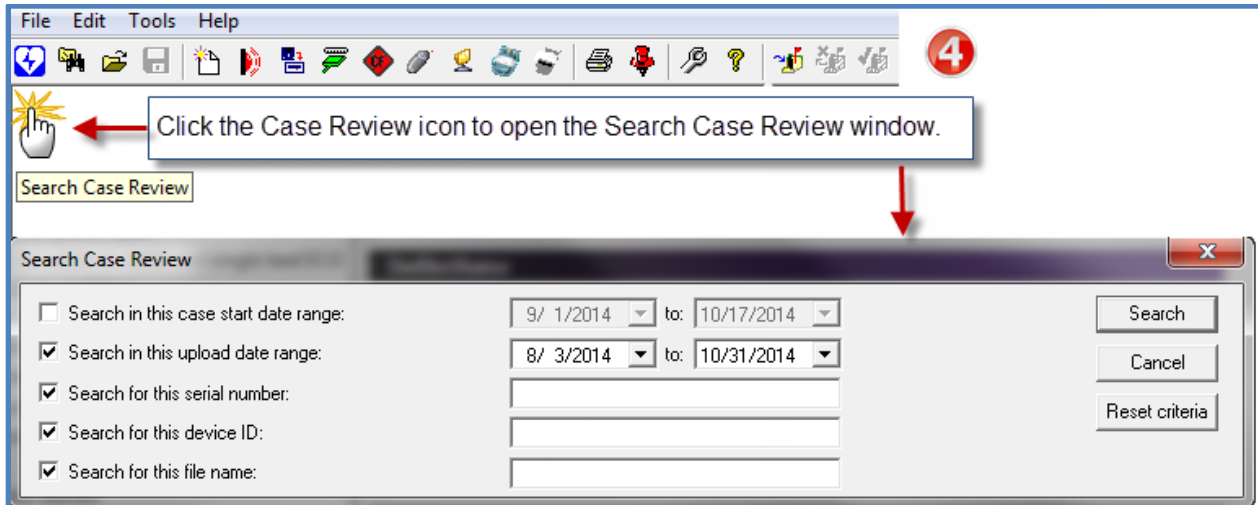 File Edit Tools Help
CF ? 4
Click the Case Review icon to open the Search Case Review window.
Search Case Review
Search Case Review
Search in this case start date range: 9/ 1/2014 to: 10/17/2014 Search
Search in this upload date range: 8/ 3/2014 to: 10/31/2014 Cancel
Search for this serial number: Reset criteria
Search for this device ID:
Search for this file name: